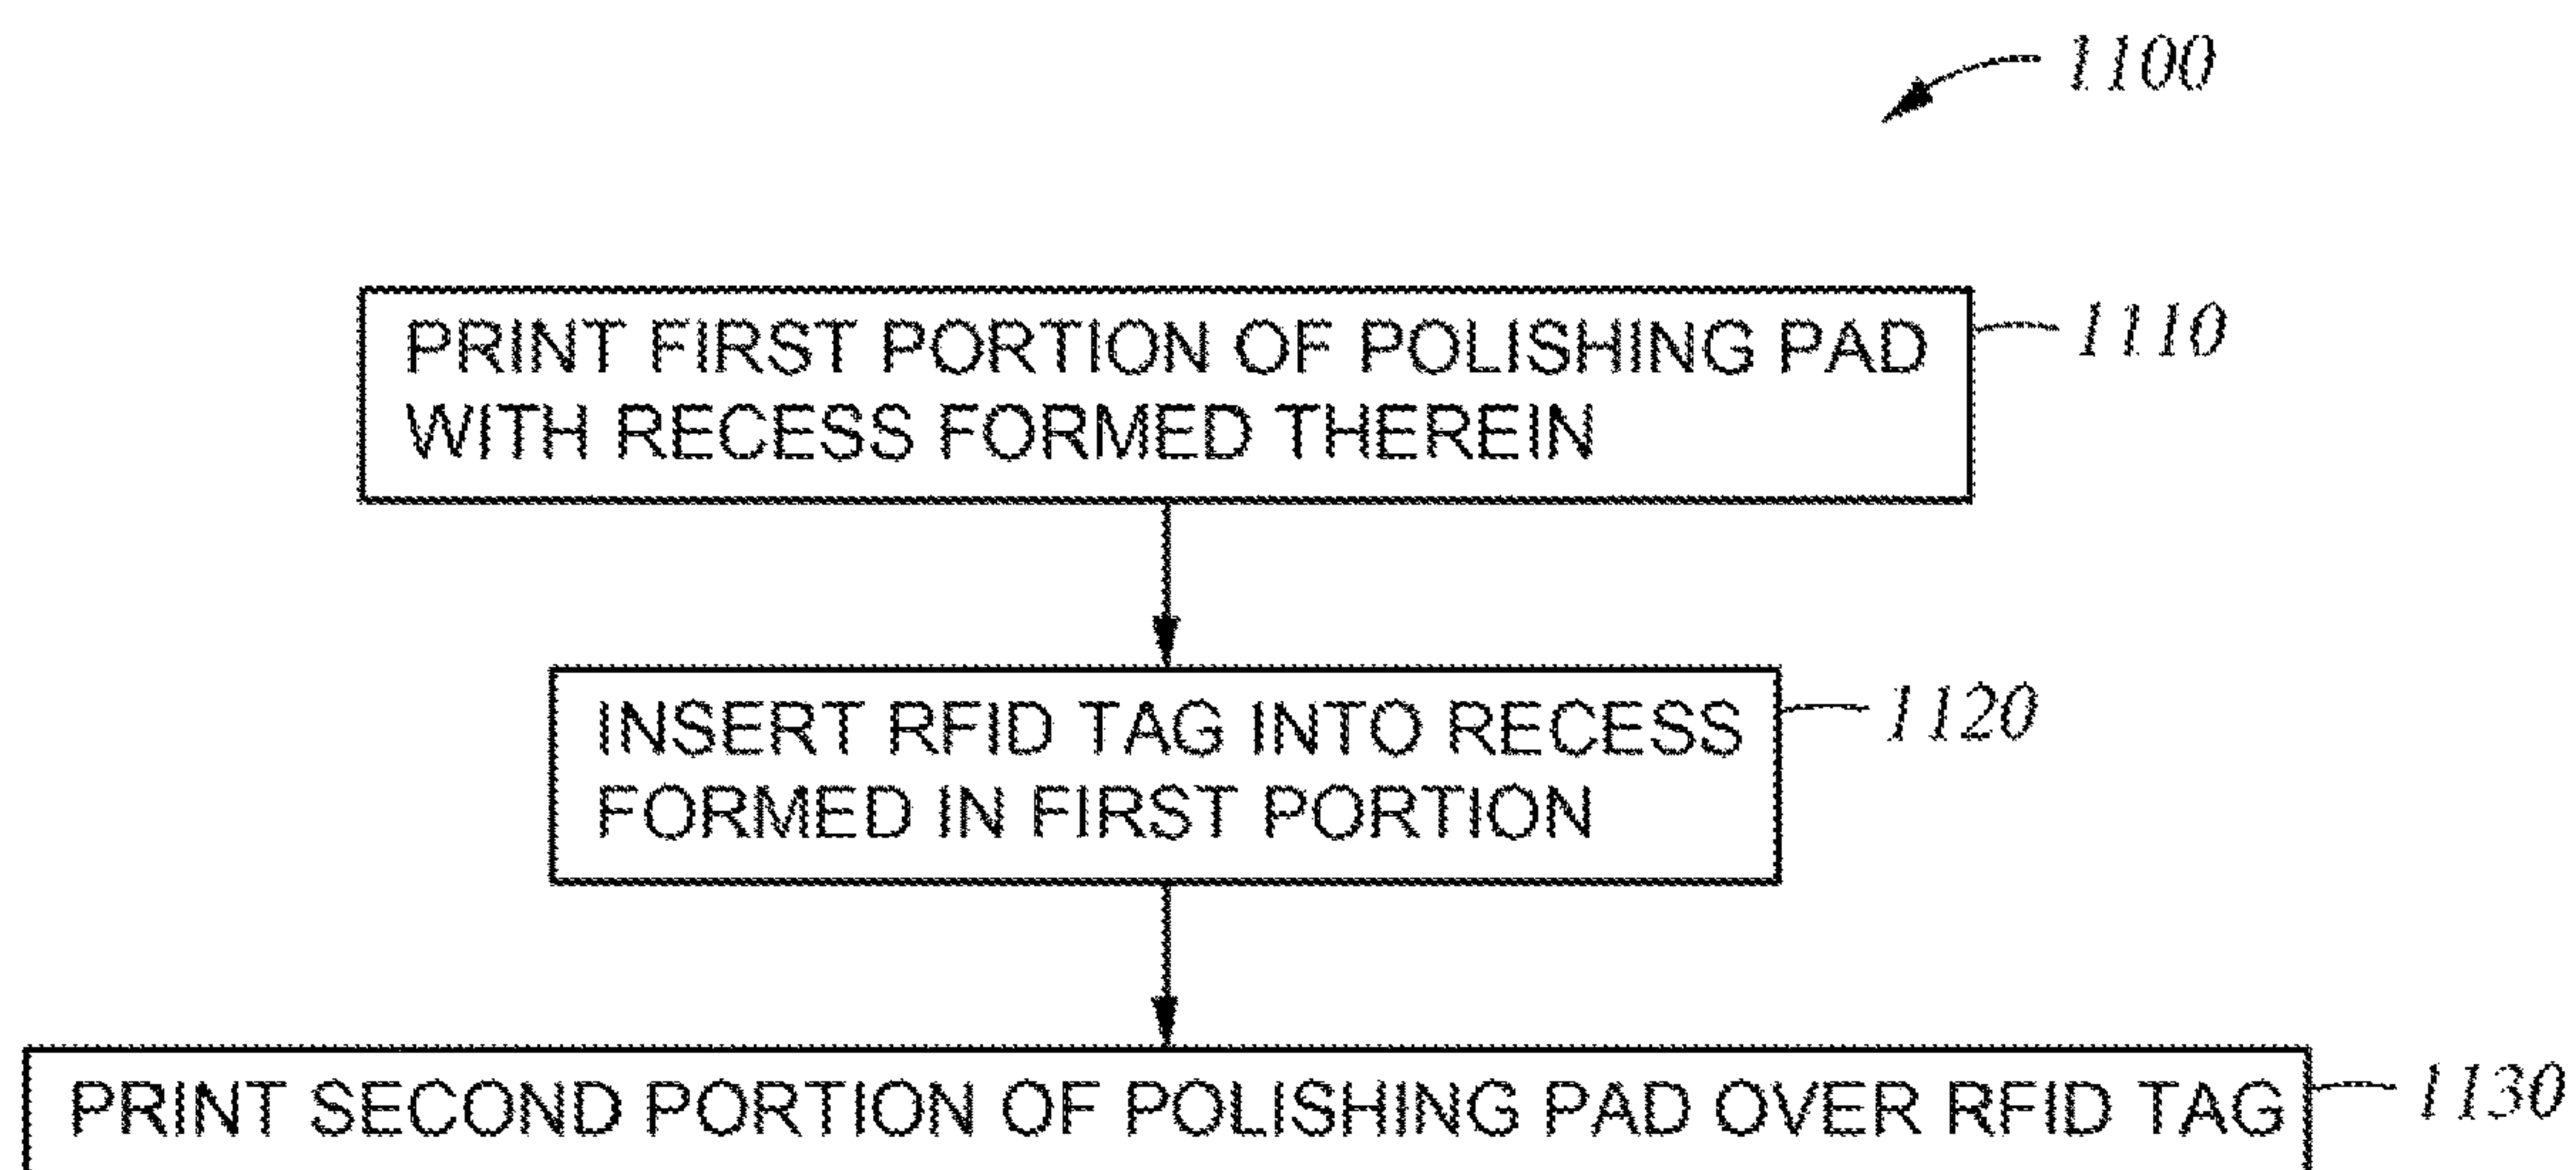 1100
PRINT FIRST PORTION OF POLISHING PAD
WITH RECESS FORMED THEREIN
1110
INSERT RFID TAG INTO RECESS
FORMED IN FIRST PORTION
1120
PRINT SECOND PORTION OF POLISHING PAD OVER RFID TAG
1130